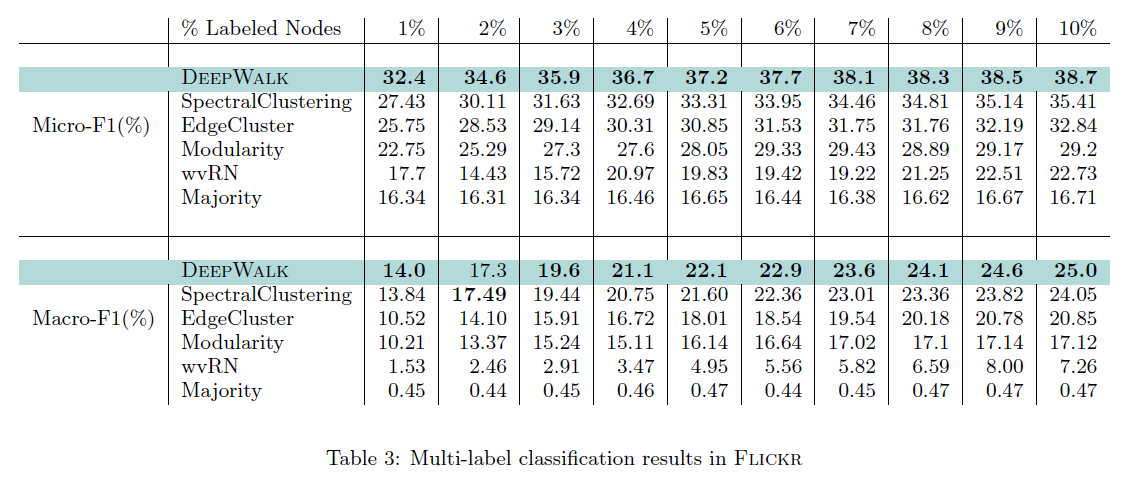 % Labeled Nodes 1% 2% 3% 4% 5% 6% 7% 8% 9% 10%
DEEPWALK 32.4 34.6 35.9 36.7 37.2 37.7 38.1 38.3 38.5 38.7
SpectralClustering 27.43 30.11 31.63 32.69 33.31 33.95 34.46 34.81 35.14 35.41
Micro-F1(%) EdgeCluster 25.75 28.53 29.14 30.31 30.85 31.53 31.75 31.76 32.19 32.84
Modularity 22.75 25.29 27.3 27.6 28.05 29.33 29.43 28.89 29.17 29.2
wvRN 17.7 14.43 15.72 20.97 19.83 19.42 19.22 21.25 22.51 22.73
Majority 16.34 16.31 16.34 16.46 16.65 16.44 16.38 16.62 16.67 16.71
DEEPWALK 14.0 17.3 19.6 21.1 22.1 22.9 23.6 24.1 24.6 25.0
SpectralClustering 13.84 17.49 19.44 20.75 21.60 22.36 23.01 23.36 23.82 24.05
Macro-F1(%) EdgeCluster 10.52 14.10 15.91 16.72 18.01 18.54 19.54 20.18 20.78 20.85
Modularity 10.21 13.37 15.24 15.11 16.14 16.64 17.02 17.1 17.14 17.12
wvRN 1.53 2.46 2.91 3.47 4.95 5.56 5.82 6.59 8.00 7.26
Majority 0.45 0.44 0.45 0.46 0.47 0.44 0.45 0.47 0.47 0.47
Table 3: Multi-label classification results in FLICKR